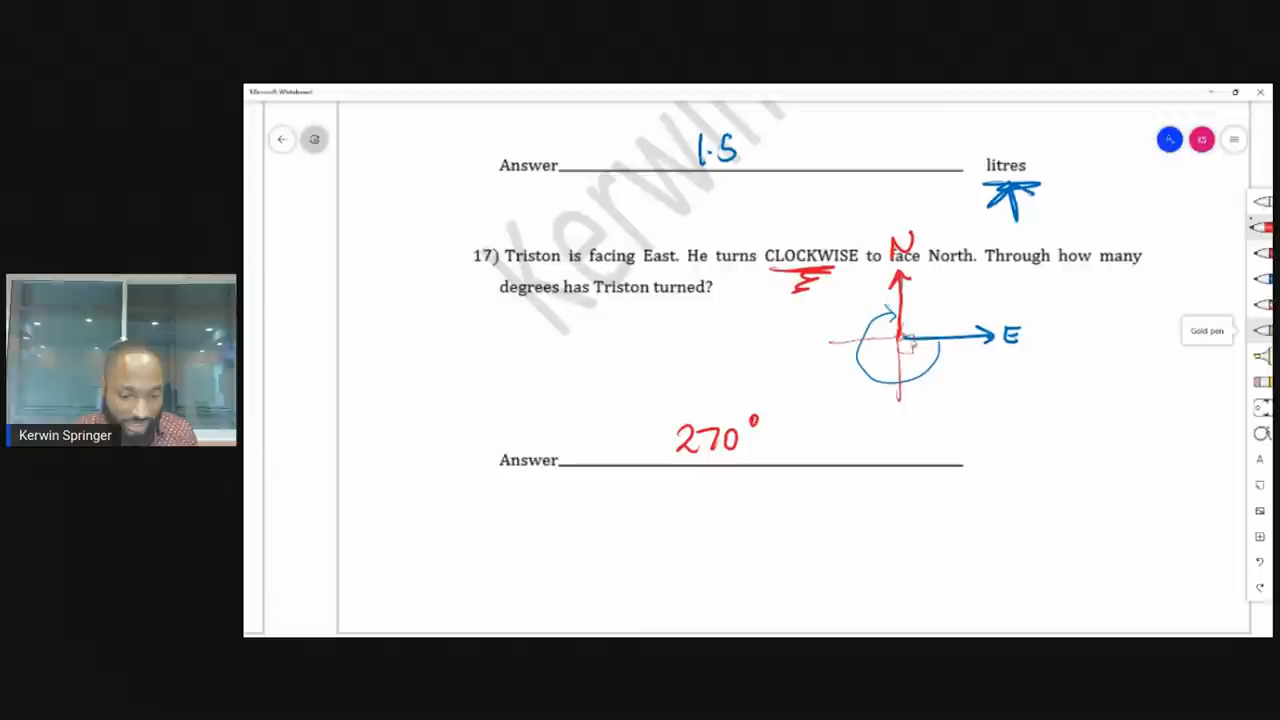 Microsoft Whiteboard
Kerwin
1.5
Answer litres
N
17) Triston is facing East. He turns CLOCKWISE to face North. Through how many
degrees has Triston turned?
E
Gold pen
270°
Answer
Kerwin Springer